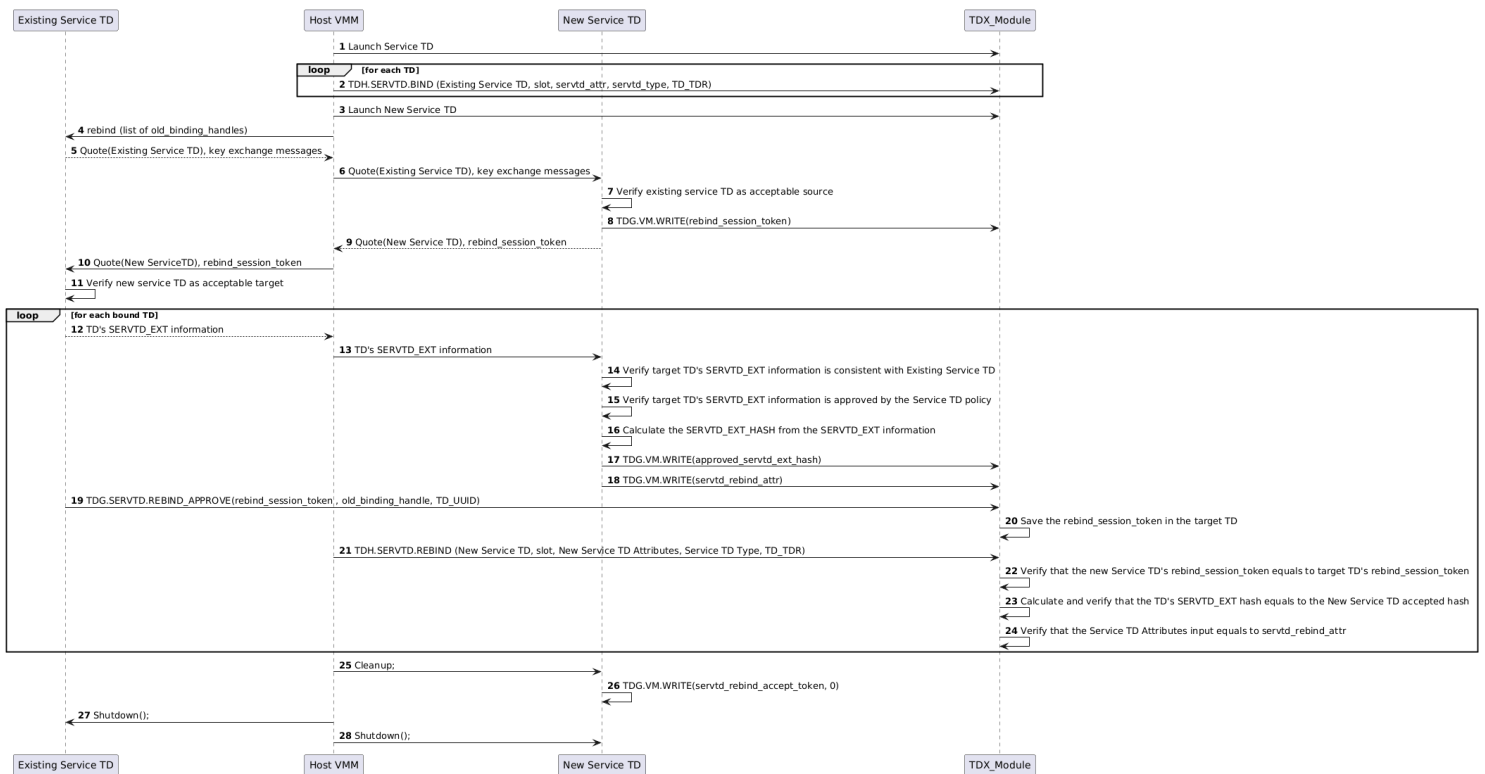 Existing Service TD
Host VMM
New Service TD
TDX_Module
1 Launch Service TD
loop [for each TD]
2 TDH.SERVTD.BIND (Existing Service TD, slot, servtd_attr, servtd_type, TD_TDR)
3 Launch New Service TD
4 rebind (list of old_binding_handles)
5 Quote(Existing Service TD), key exchange messages
6 Quote(Existing Service TD), key exchange messages
7 Verify existing service TD as acceptable source
8 TDG.VM.WRITE(rebind_session_token)
9 Quote(New Service TD), rebind_session_token
10 Quote(New ServiceTD), rebind_session_token
11 Verify new service TD as acceptable target
loop [for each bound TD]
12 TD's SERVTD_EXT information
13 TD's SERVTD_EXT information
14 Verify target TD's SERVTD_EXT information is consistent with Existing Service TD
15 Verify target TD's SERVTD_EXT information is approved by the Service TD policy
16 Calculate the SERVTD_EXT_HASH from the SERVTD_EXT information
17 TDG.VM.WRITE(approved_servtd_ext_hash)
18 TDG.VM.WRITE(servtd_rebind_attr)
19 TDG.SERVTD.REBIND_APPROVE(rebind_session_token , old_binding_handle, TD_UUID)
20 Save the rebind_session_token in the target TD
21 TDH.SERVTD.REBIND (New Service TD, slot, New Service TD Attributes, Service TD Type, TD_TDR)
22 Verify that the new Service TD's rebind_session_token equals to target TD's rebind_session_token
23 Calculate and verify that the TD's SERVTD_EXT hash equals to the New Service TD accepted hash
24 Verify that the Service TD Attributes input equals to servtd_rebind_attr
25 Cleanup;
26 TDG.VM.WRITE(servtd_rebind_accept_token, 0)
27 Shutdown();
28 Shutdown();
Existing Service TD
Host VMM
New Service TD
TDX_Module